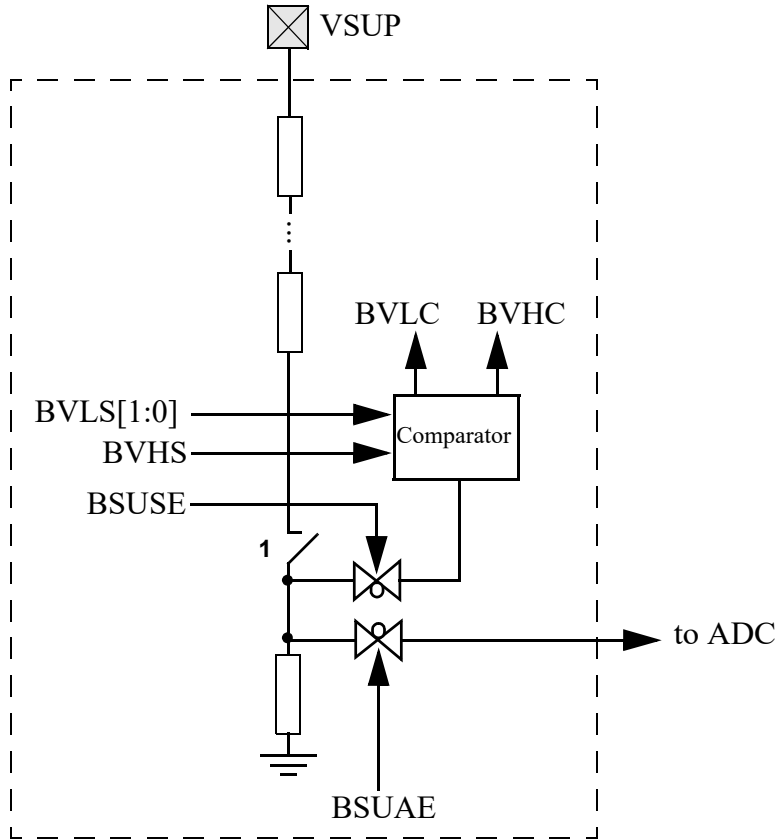 VSUP
...
BVLC
BVHC
BVLS[1:0]
BVHS
Comparator
BSUSE
1
to ADC
BSUAE